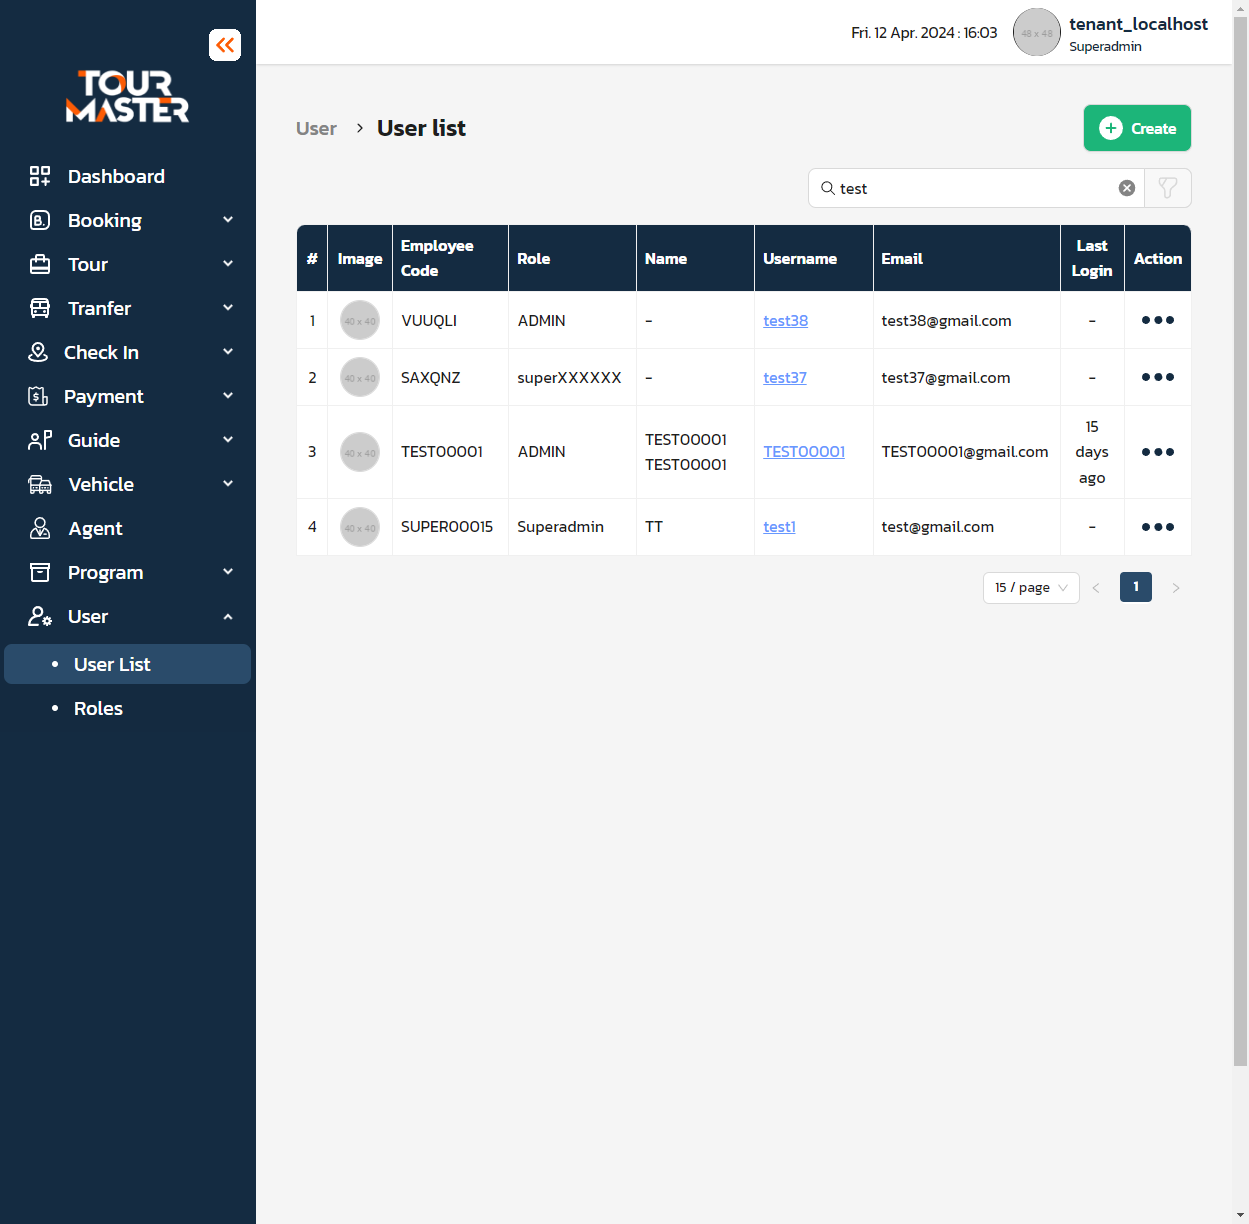 TOUR
MASTER
Dashboard
Booking
Tour
Tranfer
Check In
Payment
Guide
Vehicle
Agent
Program
User
User List
Roles
Fri. 12 Apr. 2024 : 16:03
48 x 48
tenant_localhost
Superadmin
User > User list
Create
test
# Image Employee Code Role Name Username Email Last Login Action
1 40 x 40 VUUQLI ADMIN - test38 test38@gmail.com -
2 40 x 40 SAXQNZ superXXXXXX - test37 test37@gmail.com -
3 40 x 40 TEST00001 ADMIN TEST00001 TEST00001 TEST00001 TEST00001@gmail.com 15 days ago
4 40 x 40 SUPER00015 Superadmin TT test1 test@gmail.com -
15 / page < 1 >